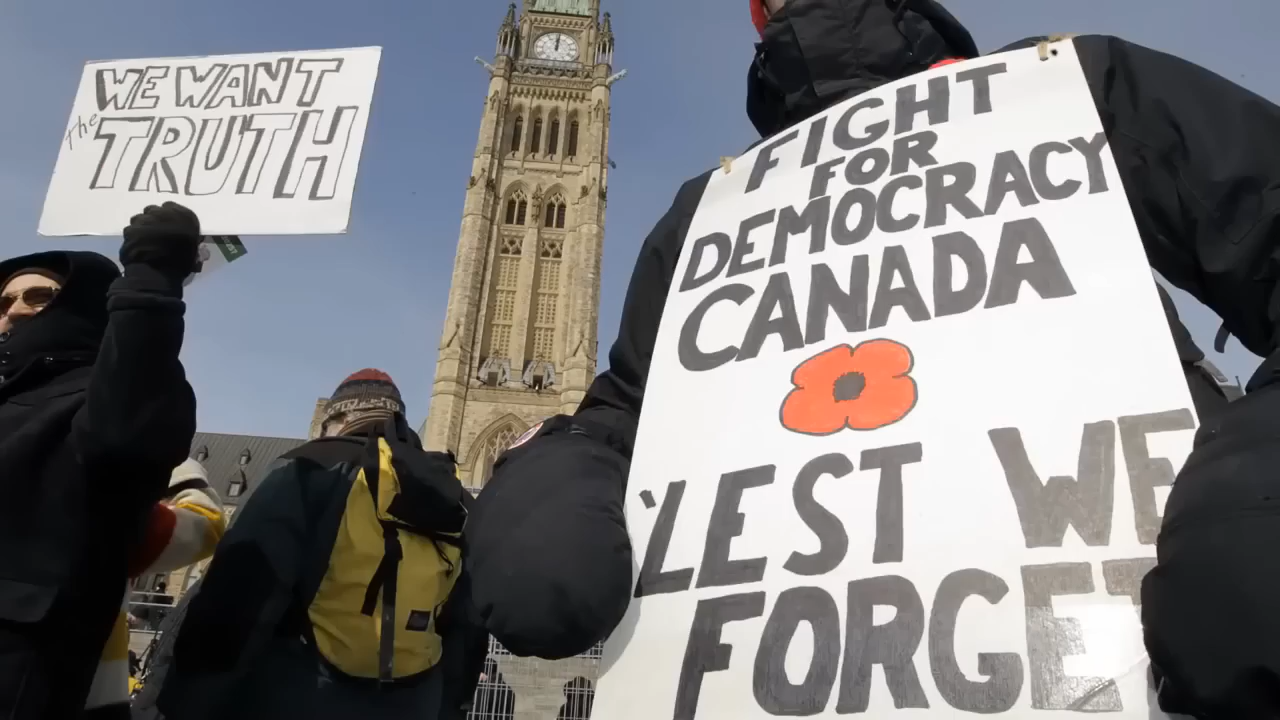 WE WANT
The
TRUTH
FIGHT
FOR
DEMOCRACY
CANADA
'LEST WE
FORGET